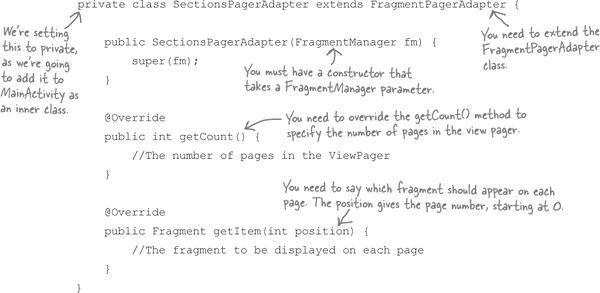 private class SectionsPagerAdapter extends FragmentPagerAdapter {
We're setting
this to private,
as we're going
to add it to
MainActivity as
an inner class.
You need to extend the
FragmentPagerAdapter
class.
public SectionsPagerAdapter(FragmentManager fm) {
super(fm);
}
You must have a constructor that
takes a FragmentManager parameter.
@Override
public int getCount() {
You need to override the getCount() method to
specify the number of pages in the view pager.
//The number of pages in the ViewPager
}
You need to say which fragment should appear on each
page. The position gives the page number, starting at 0.
@Override
public Fragment getItem(int position) {
//The fragment to be displayed on each page
}
}